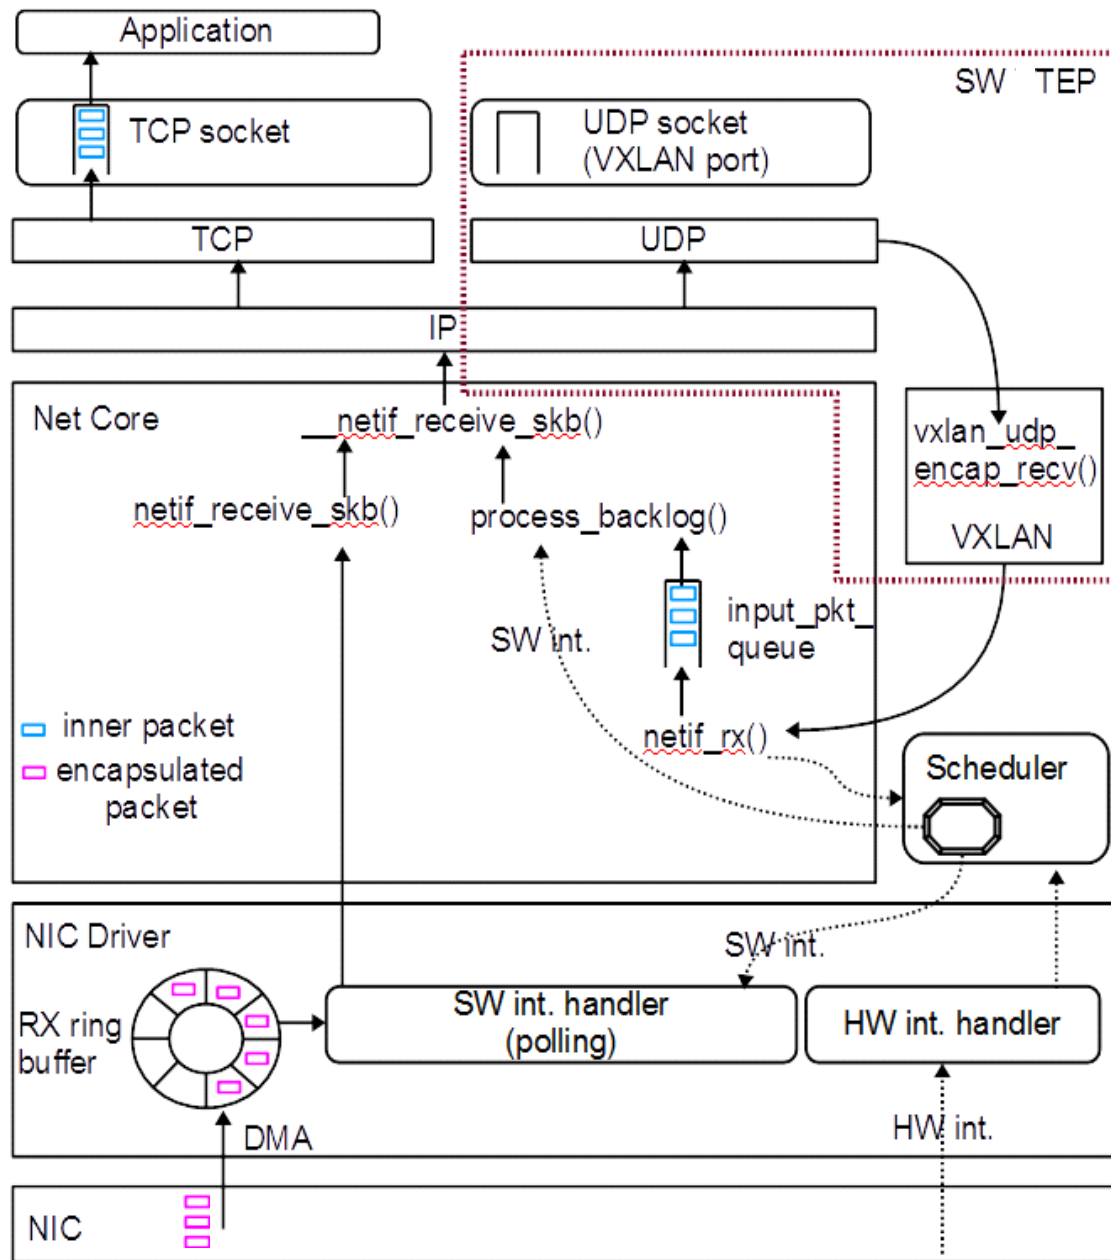 Application
SW TEP
TCP socket
UDP socket
(VXLAN port)
TCP
UDP
IP
Net Core
__netif_receive_skb()
vxlan_udp_
encap_recv()
VXLAN
netif_receive_skb()
process_backlog()
input_pkt_
queue
SW int.
inner packet
netif_rx()
encapsulated
packet
Scheduler
NIC Driver
SW int.
RX ring
buffer
SW int. handler
(polling)
HW int. handler
DMA
HW int.
NIC